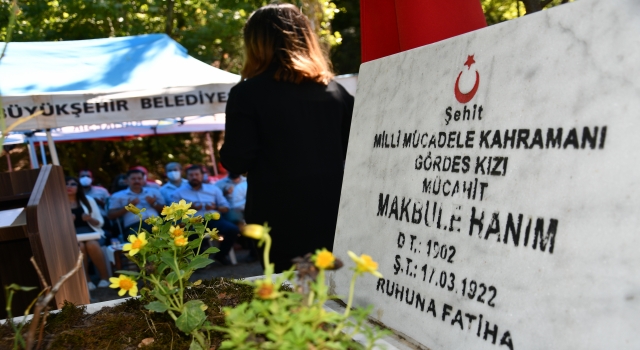 BÜYÜKŞEHİR BELEDİYE
Şehit
MİLLİ MÜCADELE KAHRAMANI
GÖRDES KIZI
MÜCAHİT
MAKBULE HANIM
D.T.: 1902
Ş.T.: 17.03.1922
RUHUNA FATİHA